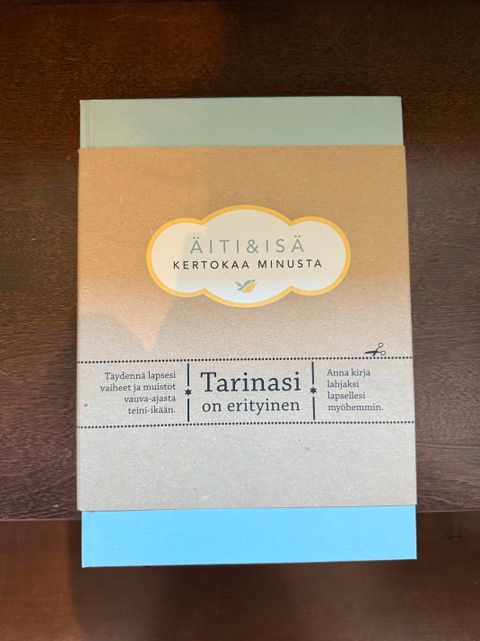 ÄITI&ISÄ
KERTOKAA MINUSTA
Täydennä lapsesi
vaiheet ja muistot
vauva-ajasta
teini-ikään.
Tarinasi
on erityinen
Anna kirja
lahjaksi
lapsellesi
myöhemmin.